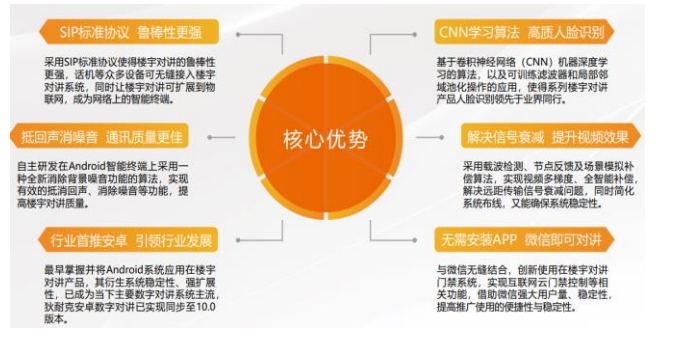 SIP标准协议 鲁棒性更强
采用SIP标准协议使得楼宇对讲的鲁棒性
更强，话机等众多设备可无缝接入楼宇
对讲系统，同时让楼宇对讲可扩展到物
联网，成为网络上的智能终端。
抵回声消噪音 通讯质量更佳
自主研发在Android智能终端上采用一
种全新消除背景噪音功能的算法，实现
有效的抵消回声、消除噪音等功能，提
高楼宇对讲质量。
行业首推安卓 引领行业发展
最早掌握并将Android系统应用在楼宇
对讲产品，其衍生系统稳定性、强扩展
性，已成为当下主要数字对讲系统主流，
狄耐克安卓数字对讲已实现同步至10.0
版本。
核心优势
CNN学习算法 高质人脸识别
基于卷积神经网络（CNN）机器深度学
习的算法，以及可训练滤波器和局部邻
域池化操作的应用，使得系列楼宇对讲
产品人脸识别领先于业界同行。
解决信号衰减 提升视频效果
采用载波检测、节点反馈及场景模拟补
偿算法，实现视频多梯度、全智能补偿，
解决远距传输信号衰减问题，同时简化
系统布线，又能确保系统稳定性。
无需安装APP 微信即可对讲
与微信无缝结合，创新使用在楼宇对讲
门禁系统，实现互联网云门禁控制等相
关功能，借助微信强大用户量、稳定性，
提高推广使用的便捷性与稳定性。